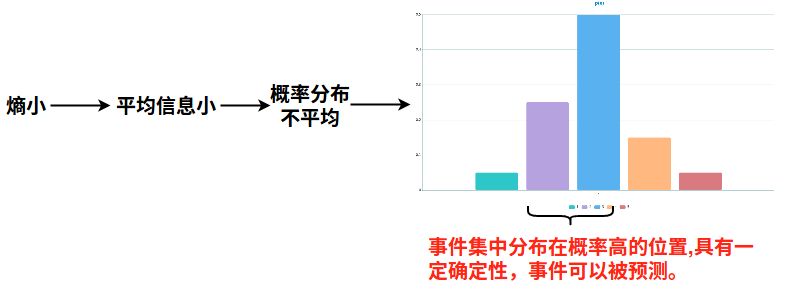 熵小
平均信息小
概率分布
不平均
事件集中分布在概率高的位置,具有一
定确定性，事件可以被预测。